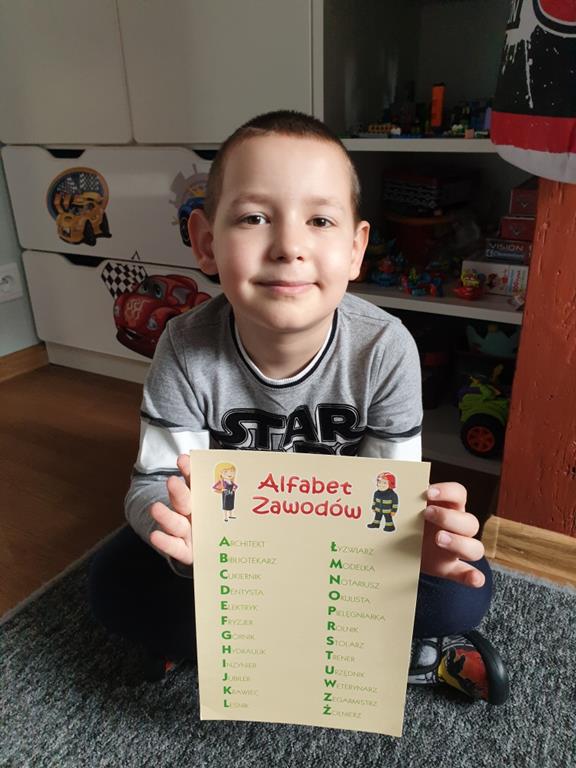 STAR
Alfabet
Zawodów
ARCHITEKT
BIBLIOTEKARZ
CUKIERNIK
DENTYSTA
ELEKTRYK
FRYZJER
GÓRNIK
HYDRAULIK
INŻYNIER
JUBILER
KRAWIEC
LEŚNIK
ŁYŻWIARZ
MODELKA
NOTARIUSZ
OKULISTA
PIELĘGNIARKA
ROLNIK
STOLARZ
TRENER
URZĘDNIK
WETERYNARZ
ZEGARMISTRZ
ŻOŁNIERZ